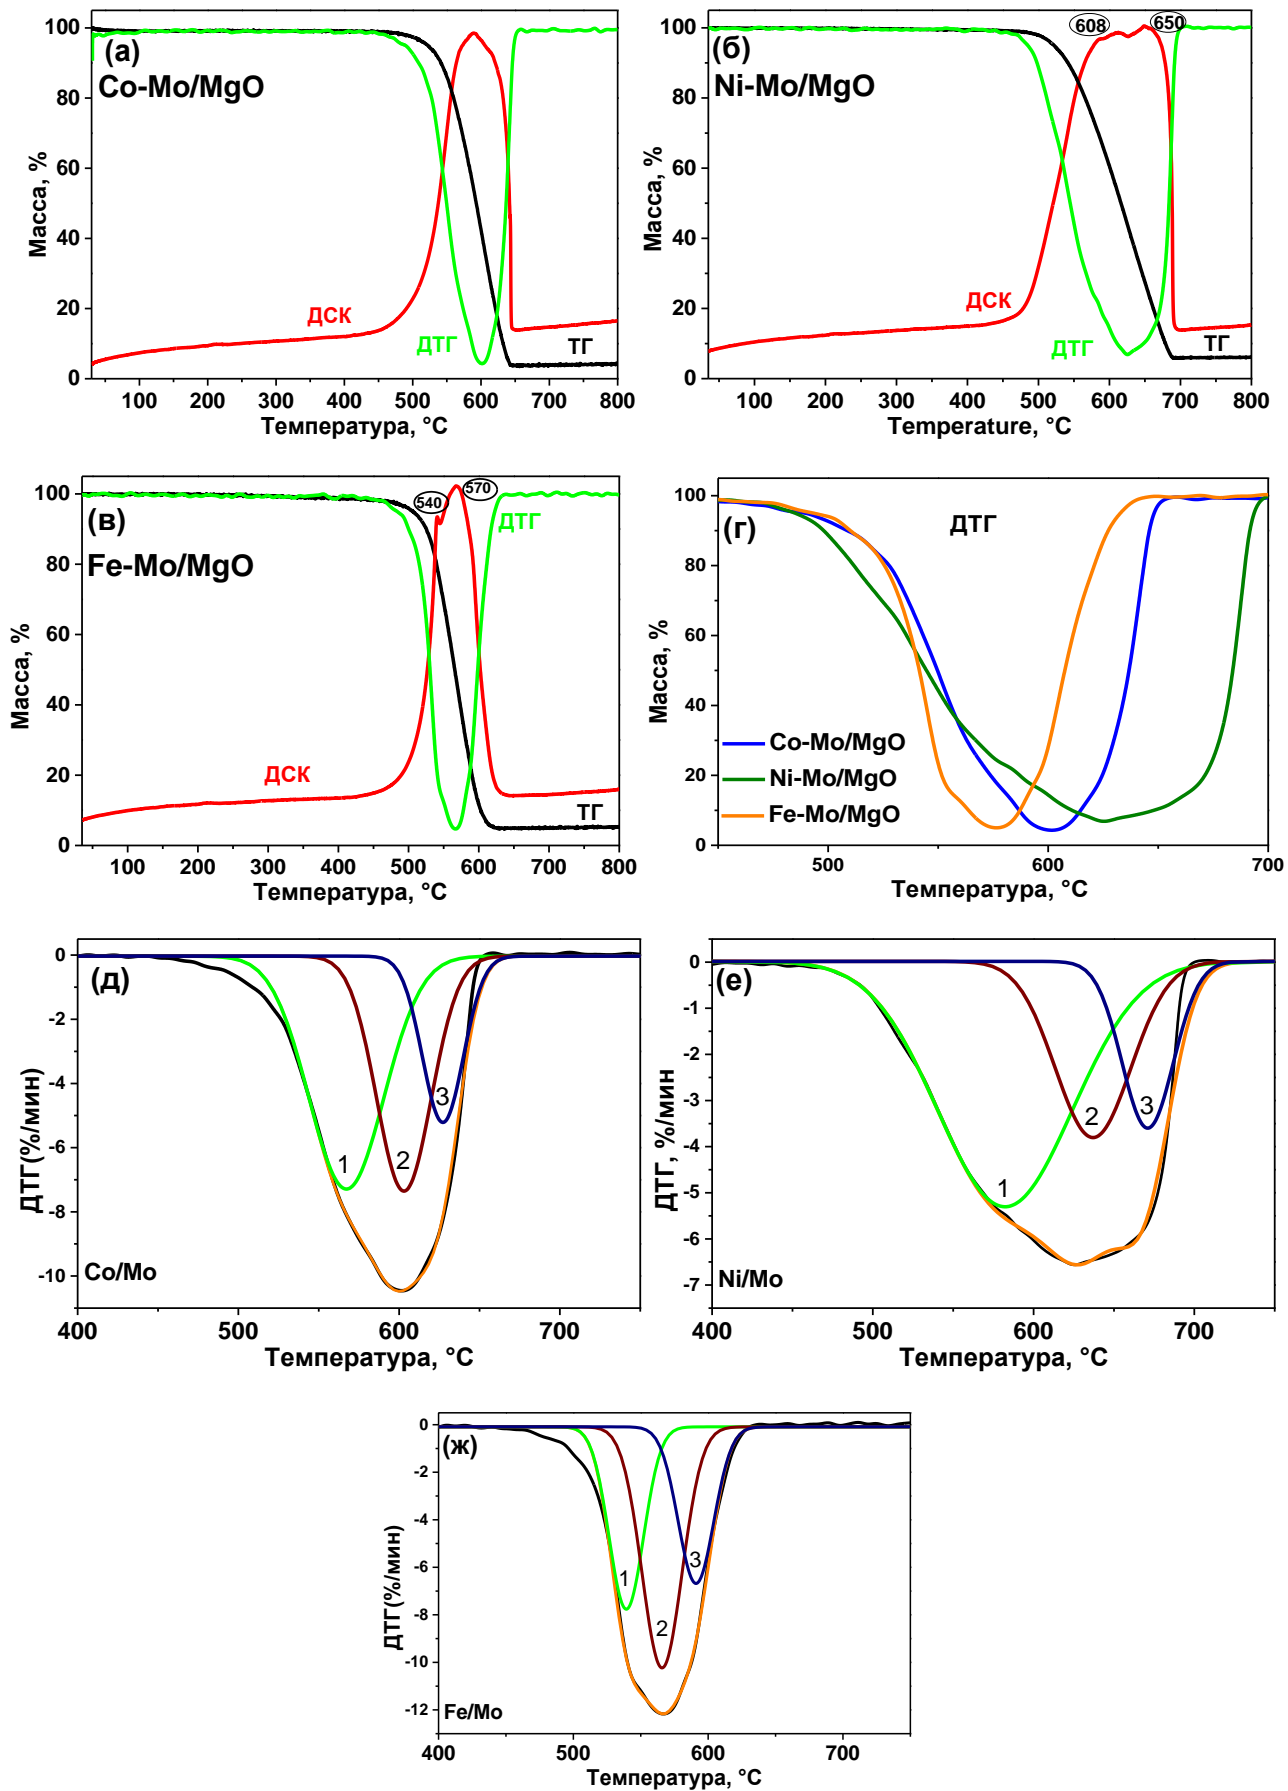 (а)
Co-Mo/MgO
Масса, %
100
80
60
40
20
0
ДСК
ДТГ
ТГ
100 200 300 400 500 600 700 800
Температура, °C
(б)
Ni-Mo/MgO
608
650
Масса, %
100
80
60
40
20
0
ДСК
ДТГ
ТГ
100 200 300 400 500 600 700 800
Temperature, °C
(в)
Fe-Mo/MgO
540
570
ДТГ
Масса, %
100
80
60
40
20
0
ДСК
ТГ
100 200 300 400 500 600 700 800
Температура, °C
(г)
ДТГ
Масса, %
100
80
60
40
20
0
Co-Mo/MgO
Ni-Mo/MgO
Fe-Mo/MgO
500 600 700
Температура, °C
(д)
ДТГ(%/мин)
0
-2
-4
-6
-8
-10
1
2
3
Co/Mo
400 500 600 700
Температура, °C
(е)
ДТГ, %/мин
0
-1
-2
-3
-4
-5
-6
-7
1
2
3
Ni/Mo
400 500 600 700
Температура, °C
(ж)
ДТГ(%/мин)
0
-2
-4
-6
-8
-10
-12
1
2
3
Fe/Mo
400 500 600 700
Температура, °C